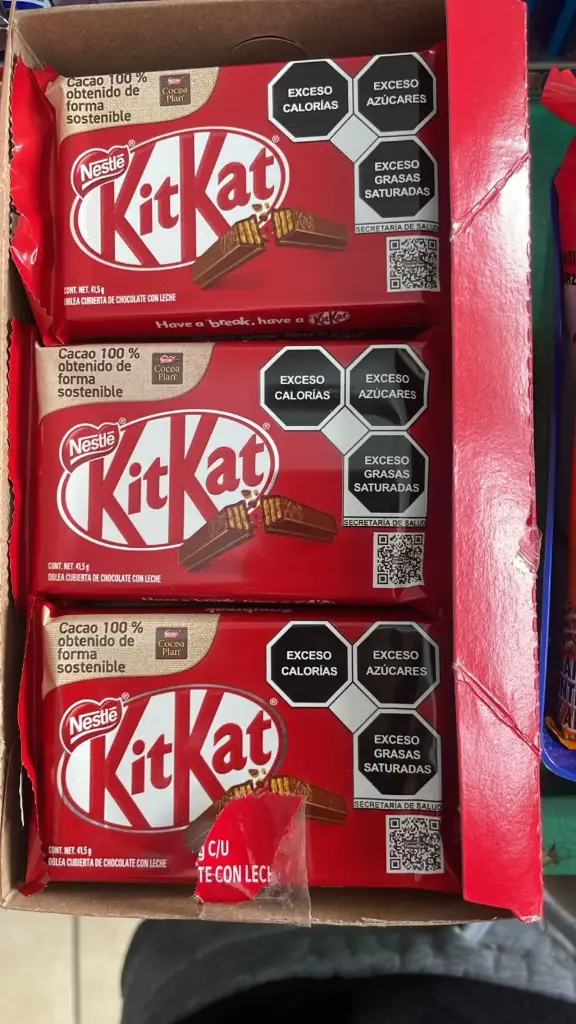 Cacao 100 %
obtenido de
forma
sostenible
Nestlé
Cocoa
Plan
EXCESO
CALORÍAS
EXCESO
AZÚCARES
EXCESO
GRASAS
SATURADAS
SECRETARÍA DE SALUD
Nestlé®
KitKat®
CONT. NET. 41,5 g
OBLEA CUBIERTA DE CHOCOLATE CON LECHE
Have a break, have a KitKat
Cacao 100 %
obtenido de
forma
sostenible
Nestlé
Cocoa
Plan
EXCESO
CALORÍAS
EXCESO
AZÚCARES
EXCESO
GRASAS
SATURADAS
SECRETARÍA DE SALUD
Nestlé®
KitKat®
CONT. NET. 41,5 g
OBLEA CUBIERTA DE CHOCOLATE CON LECHE
Cacao 100 %
obtenido de
forma
sostenible
Nestlé
Cocoa
Plan
EXCESO
CALORÍAS
EXCESO
AZÚCARES
EXCESO
GRASAS
SATURADAS
SECRETARÍA DE SALUD
Nestlé®
KitKat®
CONT. NET. 41,5 g
OBLEA CUBIERTA DE CHOCOLATE CON LECHE
g C/U
TE CON LECH